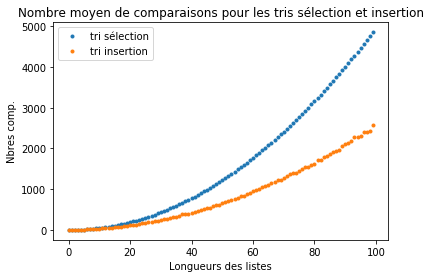 Nombre moyen de comparaisons pour les tris sélection et insertion
tri sélection
tri insertion
5000
4000
3000
2000
1000
0
Nbres comp.
0 20 40 60 80 100
Longueurs des listes